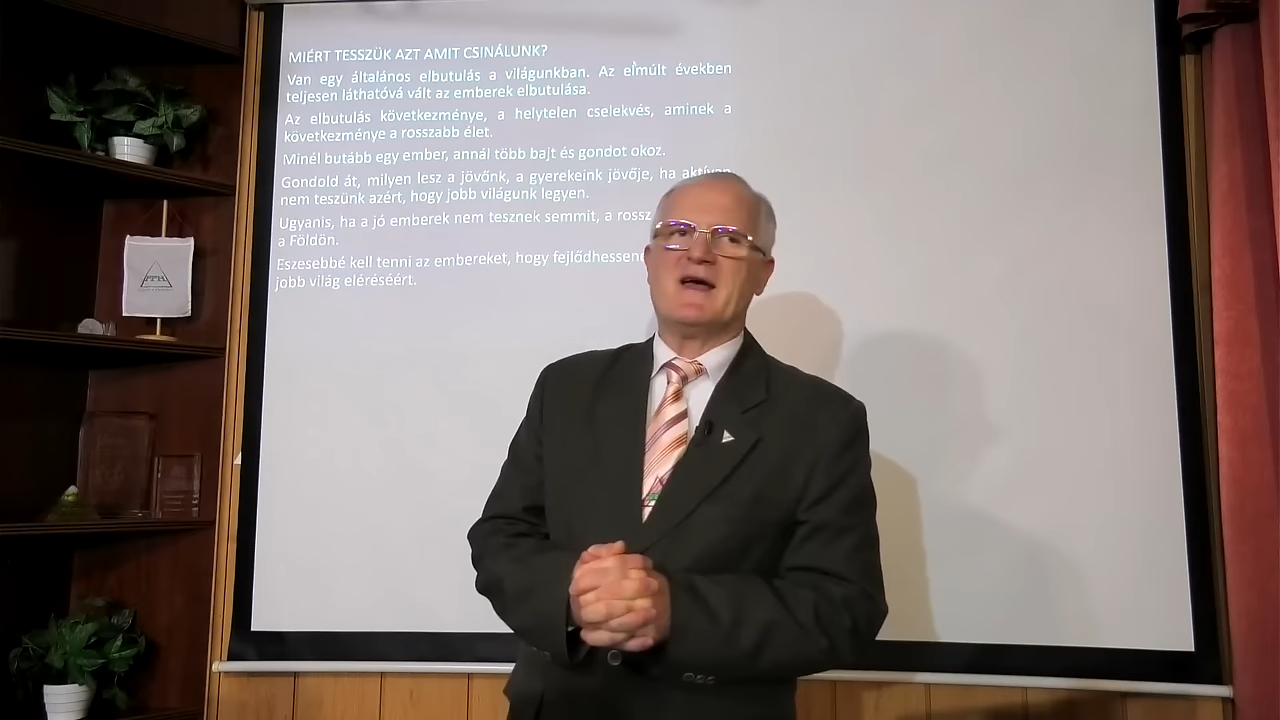 MIÉRT TESSZÜK AZT AMIT CSINÁLUNK?
Van egy általános elbutulás a világunkban. Az elmúlt években
teljesen láthatóvá vált az emberek elbutulása.
Az elbutulás következménye, a helytelen cselekvés, aminek a
következménye a rosszabb élet.
Minél butább egy ember, annál több bajt és gondot okoz.
Gondold át, milyen lesz a jövőnk, a gyerekeink jövője, ha aktívan
nem teszünk azért, hogy jobb világunk legyen.
Ugyanis, ha a jó emberek nem tesznek semmit, a rossz
a Földön.
Eszesebbé kell tenni az embereket, hogy
jobb világ eléréséért.